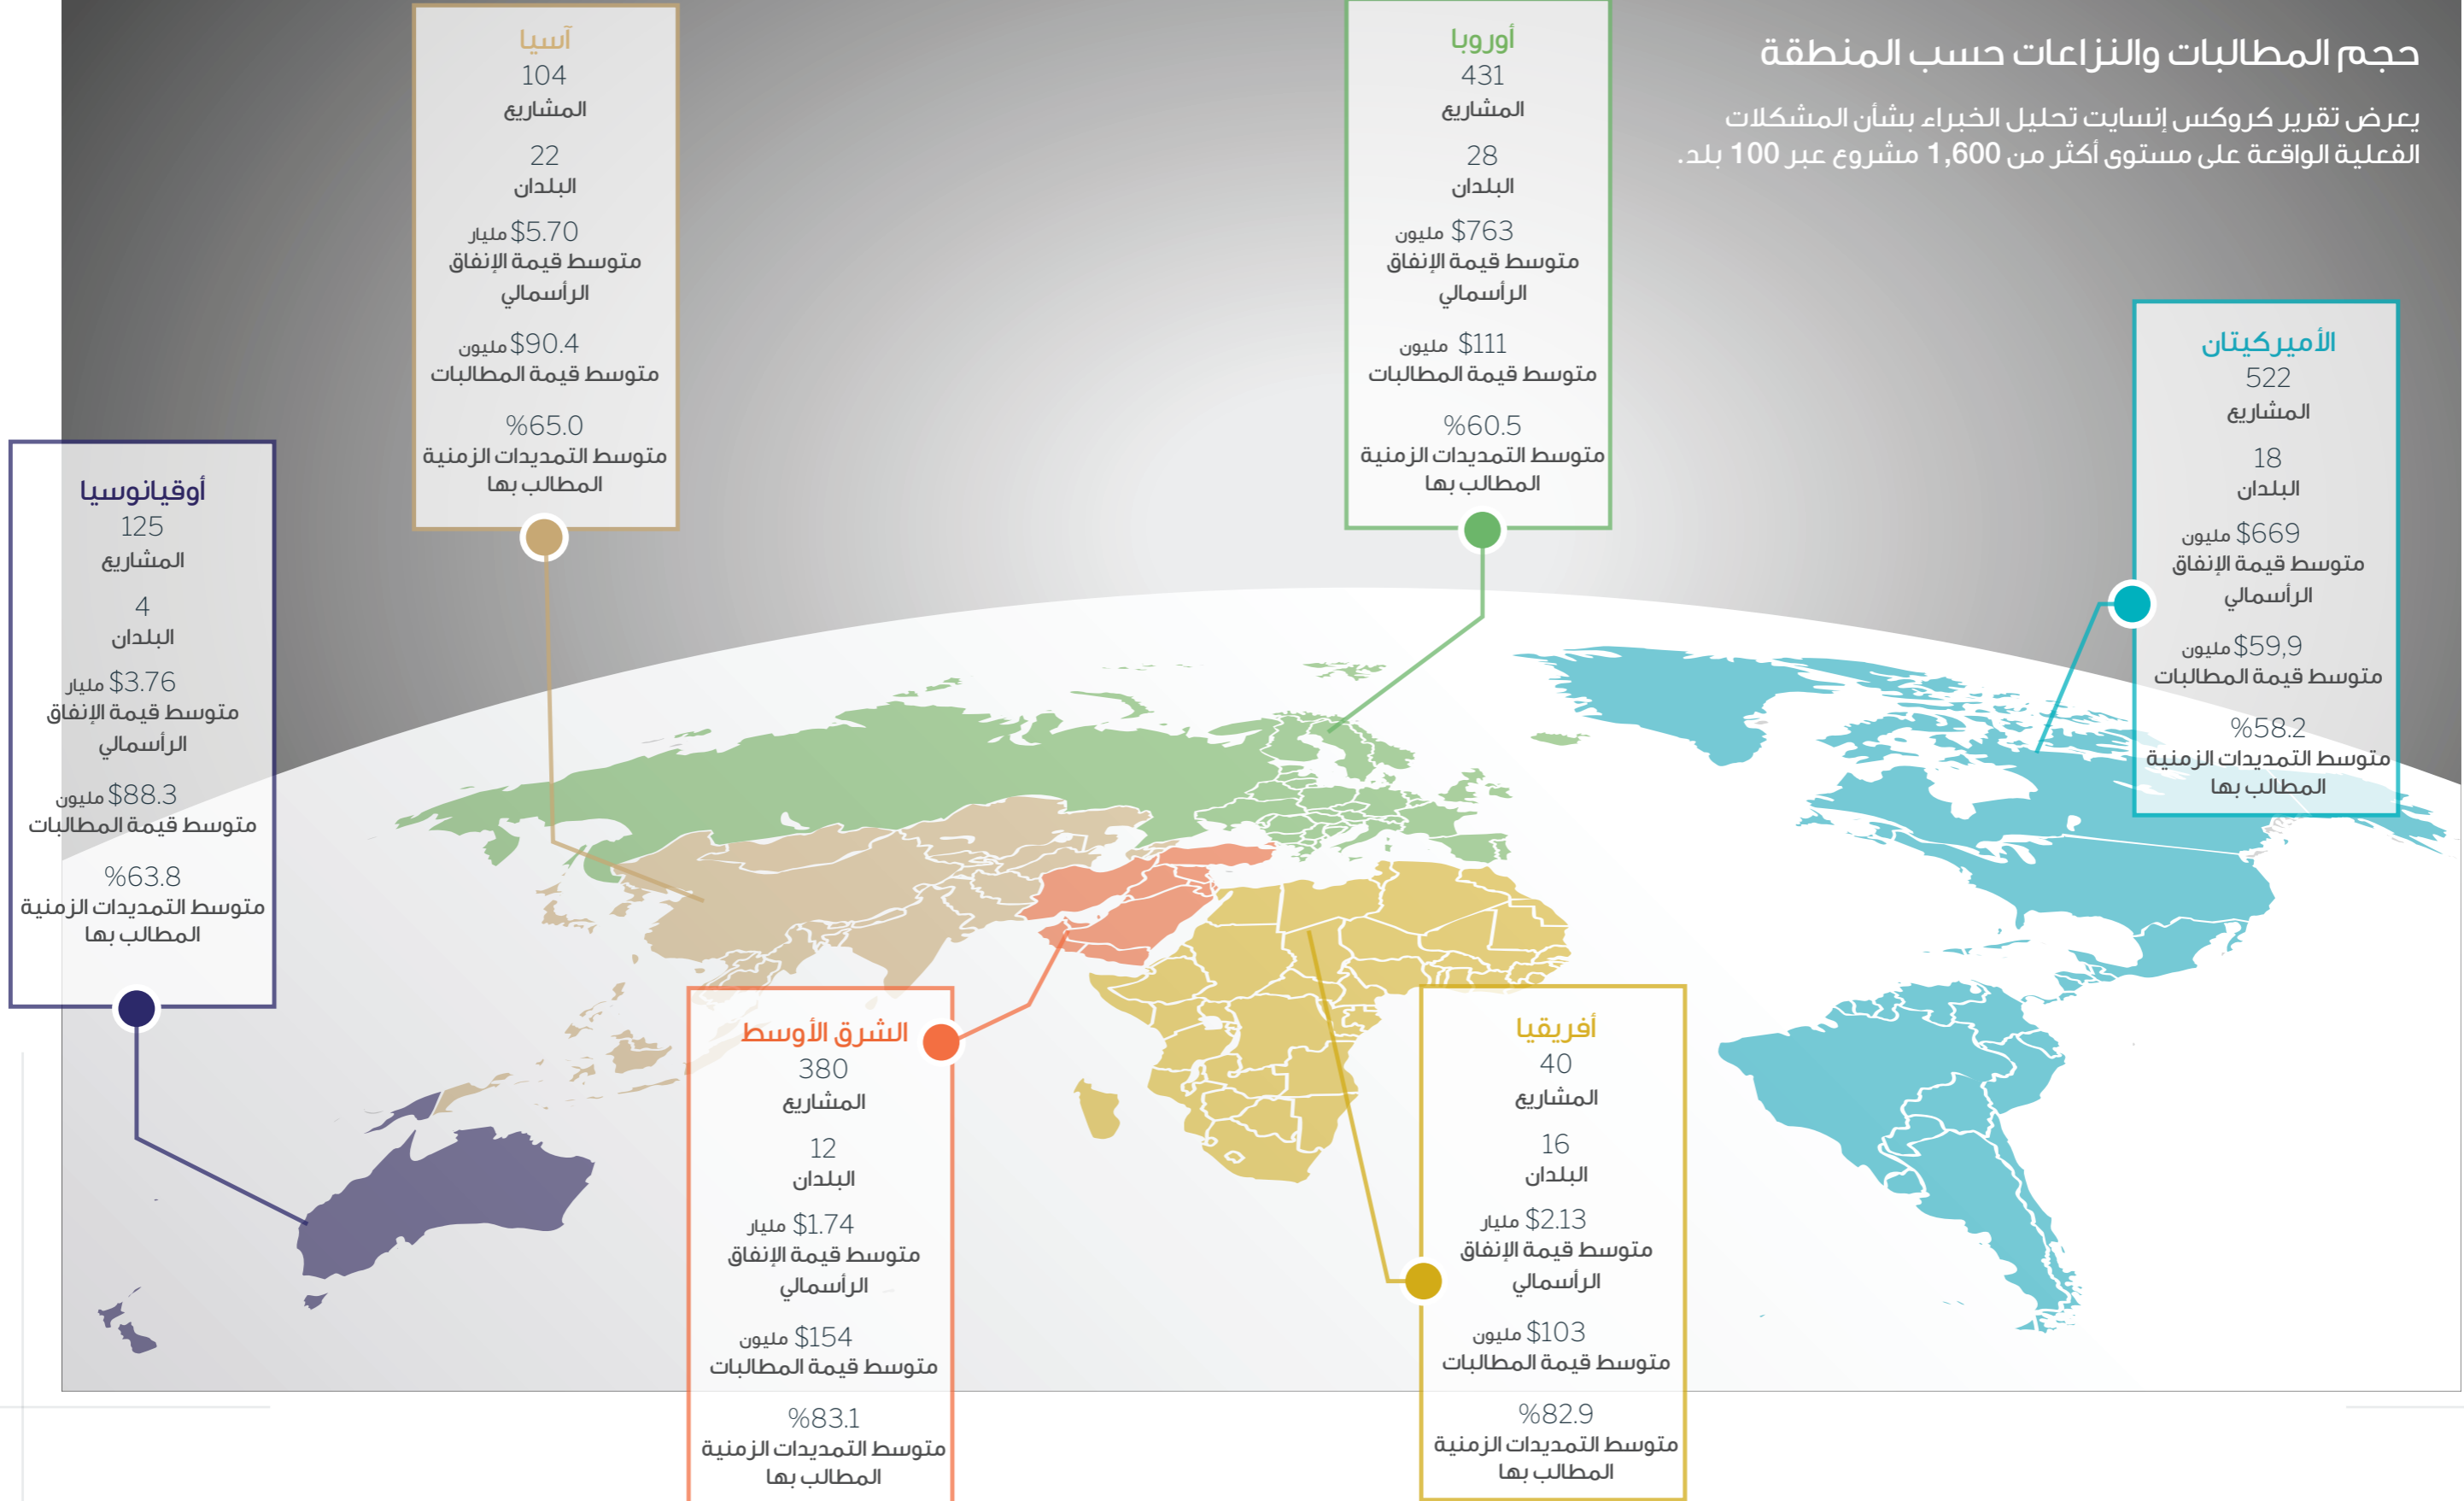 حجم المطالبات والنزاعات حسب المنطقة
يعرض تقرير كروكس إنسايت تحليل الخبراء بشأن المشكلات
الفعلية الواقعة على مستوى أكثر من 1,600 مشروع عبر 100 بلد.
الأميركيتان
522
المشاريع
18
البلدان
$669 مليون
متوسط قيمة الإنفاق
الرأسمالي
$59,9 مليون
متوسط قيمة المطالبات
%58.2
متوسط التمديدات الزمنية
المطالب بها
أوروبا
431
المشاريع
28
البلدان
$763 مليون
متوسط قيمة الإنفاق
الرأسمالي
$111 مليون
متوسط قيمة المطالبات
%60.5
متوسط التمديدات الزمنية
المطالب بها
آسيا
104
المشاريع
22
البلدان
$5.70 مليار
متوسط قيمة الإنفاق
الرأسمالي
$90.4 مليون
متوسط قيمة المطالبات
%65.0
متوسط التمديدات الزمنية
المطالب بها
أوقيانوسيا
125
المشاريع
4
البلدان
$3.76 مليار
متوسط قيمة الإنفاق
الرأسمالي
$88.3 مليون
متوسط قيمة المطالبات
%63.8
متوسط التمديدات الزمنية
المطالب بها
أفريقيا
40
المشاريع
16
البلدان
$2.13 مليار
متوسط قيمة الإنفاق
الرأسمالي
$103 مليون
متوسط قيمة المطالبات
%82.9
متوسط التمديدات الزمنية
المطالب بها
الشرق الأوسط
380
المشاريع
12
البلدان
$1.74 مليار
متوسط قيمة الإنفاق
الرأسمالي
$154 مليون
متوسط قيمة المطالبات
%83.1
متوسط التمديدات الزمنية
المطالب بها